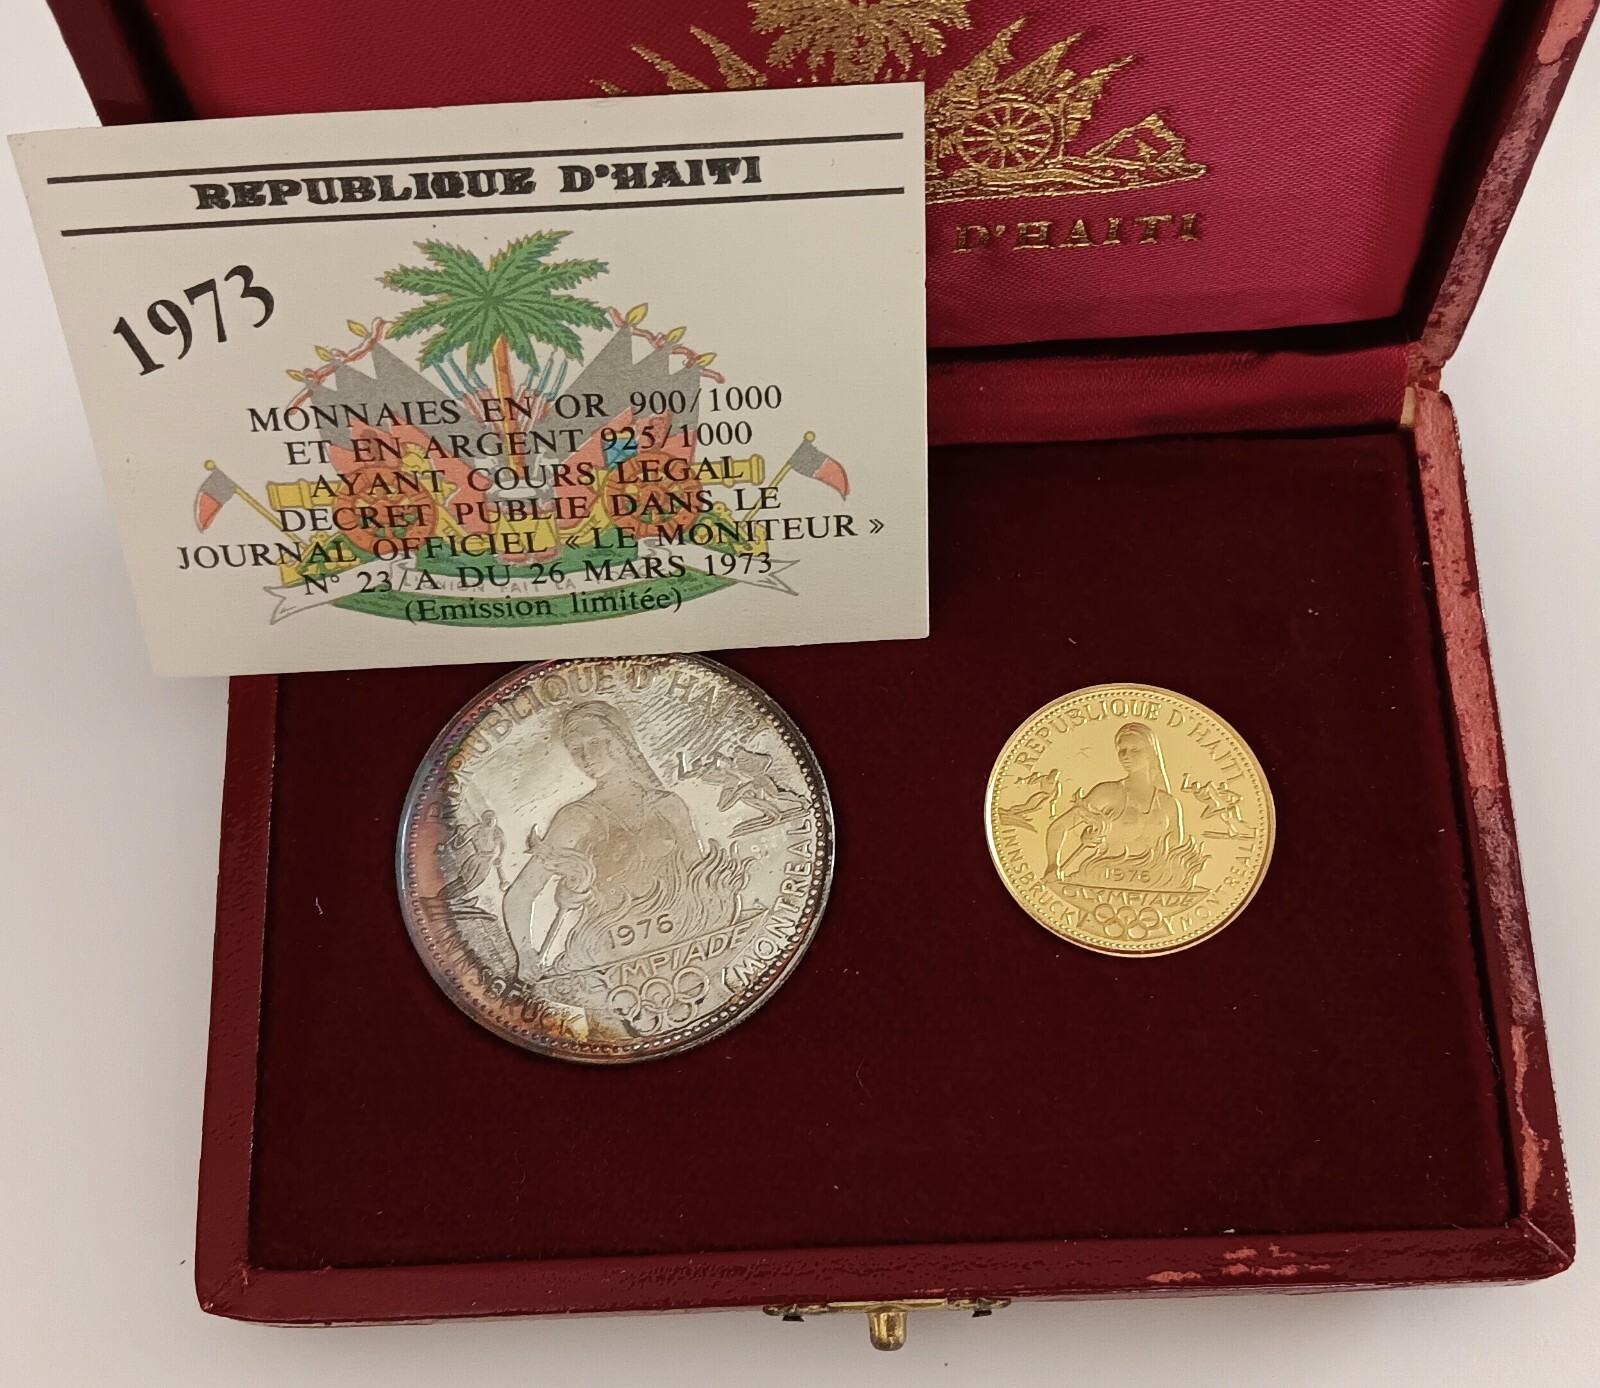 REPUBLIQUE D'HAITI
1973
MONNAIES EN OR 900/1000
ET EN ARGENT 925/1000
AYANT COURS LEGAL
DECRET PUBLIE DANS LE
JOURNAL OFFICIEL « LE MONITEUR »
N° 23/A DU 26 MARS 1973
(Emission limitée)
D'HAITI
REPUBLIQUE D'HAITI
1976
OLYMPIADE
INNSBRUCK
MONTREAL
REPUBLIQUE D'HAITI
1976
OLYMPIADE
INNSBRUCK
MONTREAL